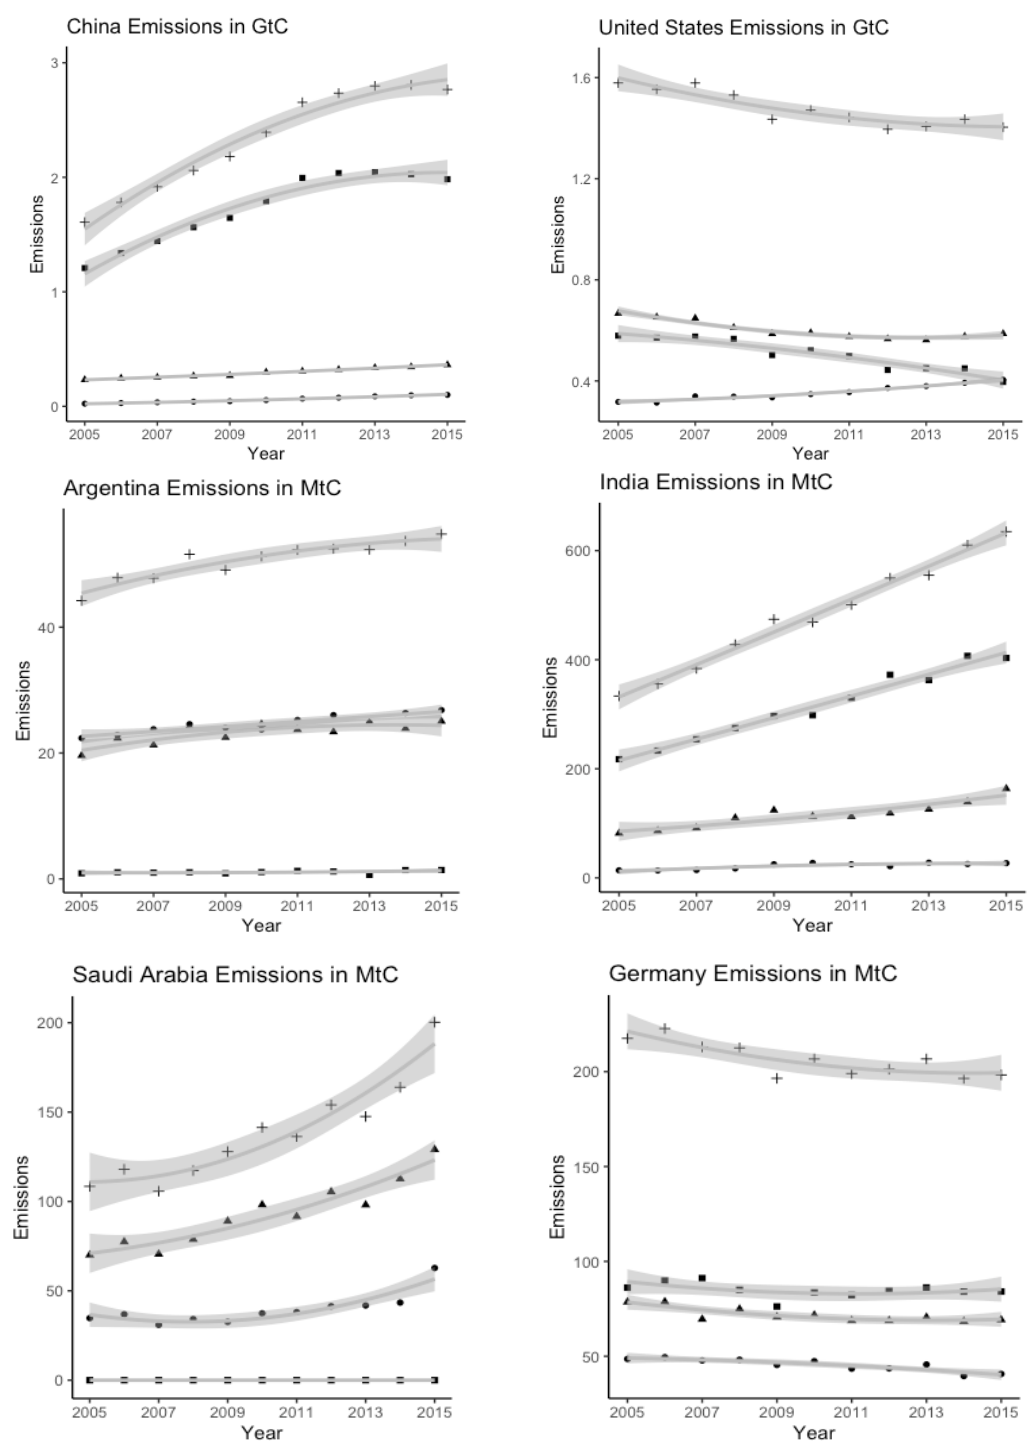 China Emissions in GtC
3
2
1
0
Emissions
2005 2007 2009 2011 2013 2015
Year
United States Emissions in GtC
1.6
1.2
0.8
0.4
Emissions
2005 2007 2009 2011 2013 2015
Year
Argentina Emissions in MtC
40
20
0
Emissions
2005 2007 2009 2011 2013 2015
Year
India Emissions in MtC
600
400
200
0
Emissions
2005 2007 2009 2011 2013 2015
Year
Saudi Arabia Emissions in MtC
200
150
100
50
0
Emissions
2005 2007 2009 2011 2013 2015
Year
Germany Emissions in MtC
200
150
100
50
Emissions
2005 2007 2009 2011 2013 2015
Year